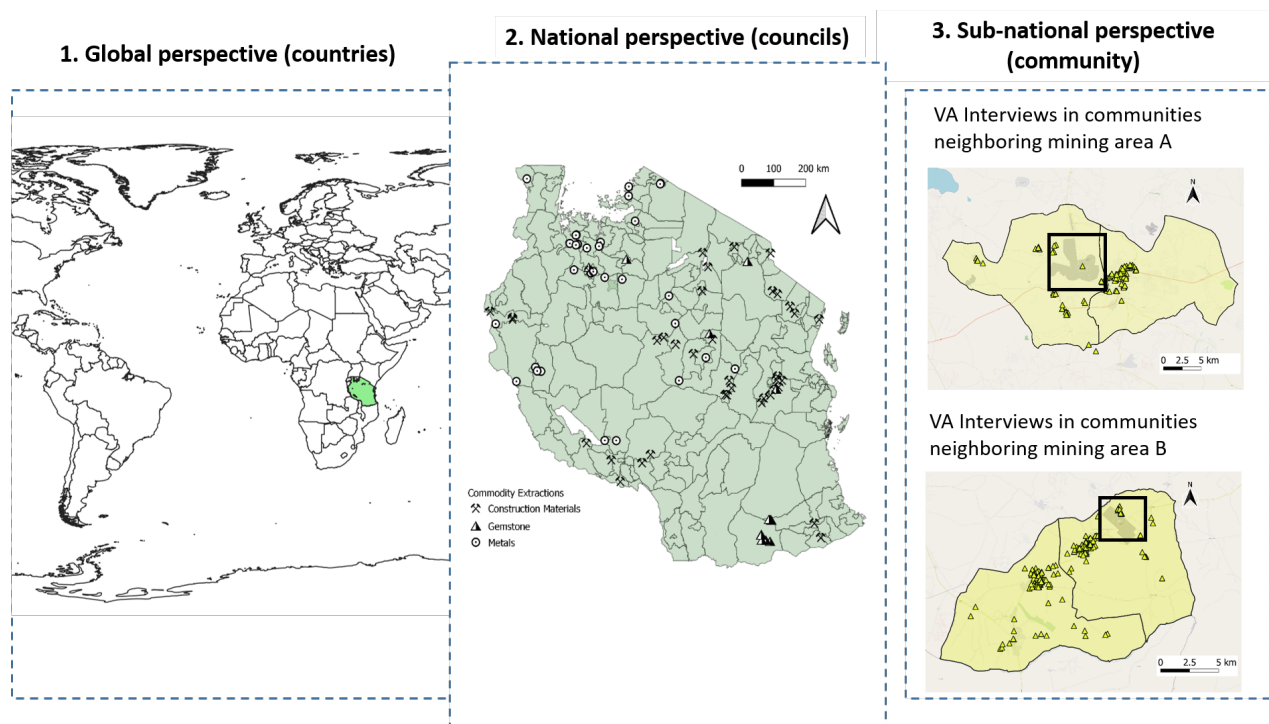 1. Global perspective (countries)
2. National perspective (councils)
3. Sub-national perspective
(community)
0 100 200 km
Commodity Extractions
Construction Materials
Gemstone
Metals
VA Interviews in communities
neighboring mining area A
N
0 2.5 5 km
VA Interviews in communities
neighboring mining area B
N
0 2.5 5 km